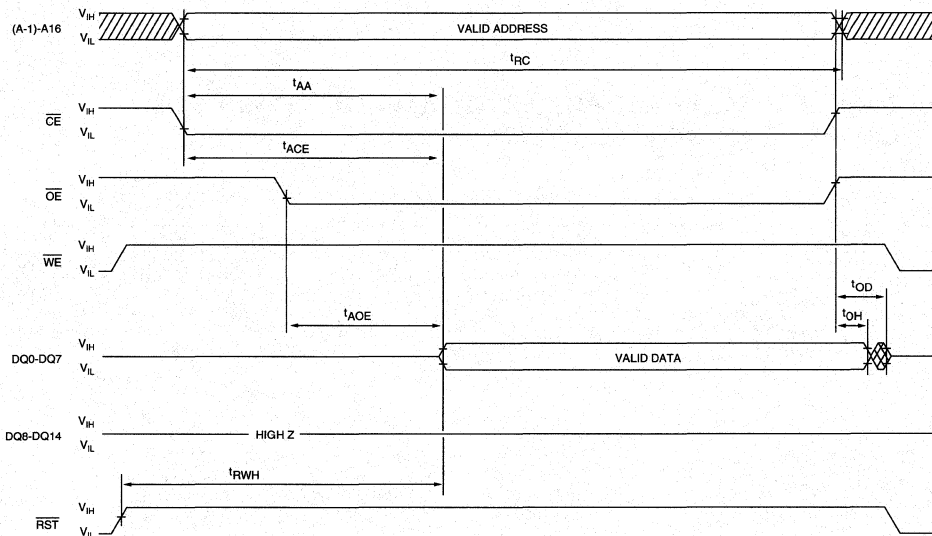 (A-1)-A16
VIH
VIL
VALID ADDRESS
tRC
tAA
CE
VIH
VIL
tACE
OE
VIH
VIL
WE
VIH
VIL
tOD
tAOE
tOH
DQ0-DQ7
VIH
VIL
VALID DATA
DQ8-DQ14
VIH
VIL
HIGH Z
tRWH
RST
VIH
VIL